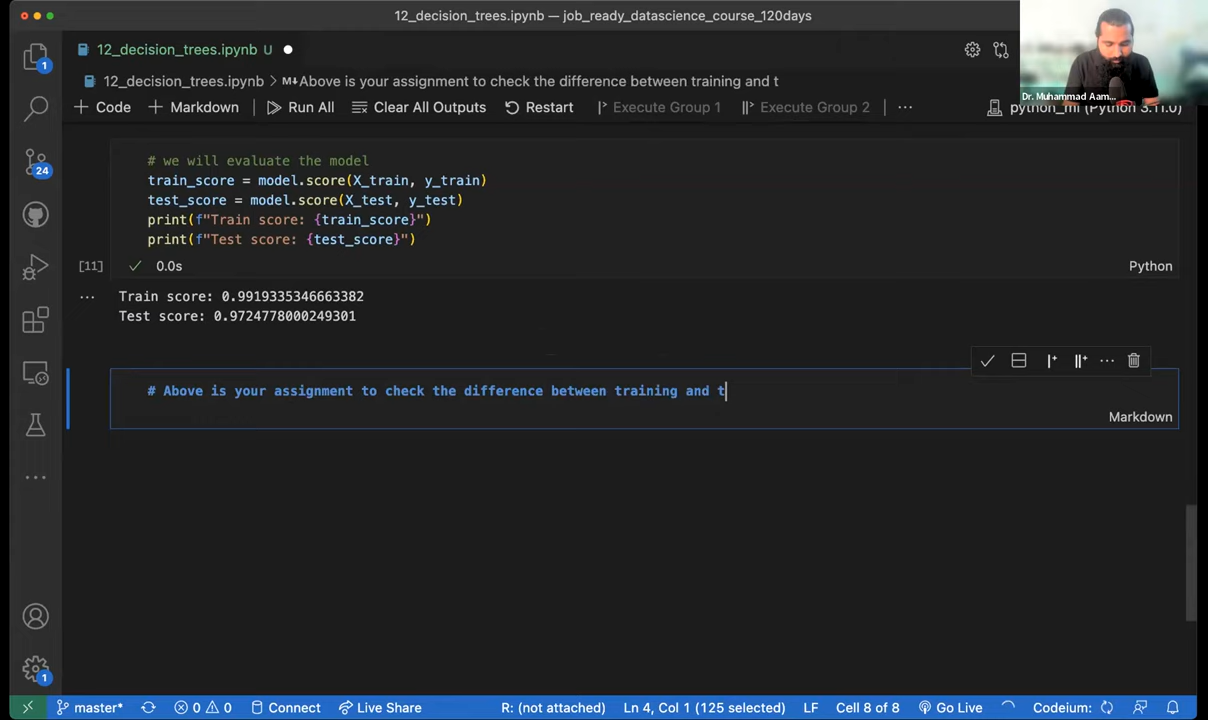 12_decision_trees.ipynb — job_ready_datascience_course_120days
12_decision_trees.ipynb U
12_decision_trees.ipynb > M↓Above is your assignment to check the difference between training and t
+ Code + Markdown Run All Clear All Outputs Restart Execute Group 1 Execute Group 2 ...
Dr. Muhammad Aam...
python_ml (Python 3.11.0)
1
24
1
# we will evaluate the model
train_score = model.score(X_train, y_train)
test_score = model.score(X_test, y_test)
print(f"Train score: {train_score}")
print(f"Test score: {test_score}")
[11] ✓ 0.0s
Python
... Train score: 0.9919335346663382
Test score: 0.9724778000249301
# Above is your assignment to check the difference between training and t
Markdown
master* 0 0 Connect Live Share R: (not attached) Ln 4, Col 1 (125 selected) LF Cell 8 of 8 Go Live Codeium: